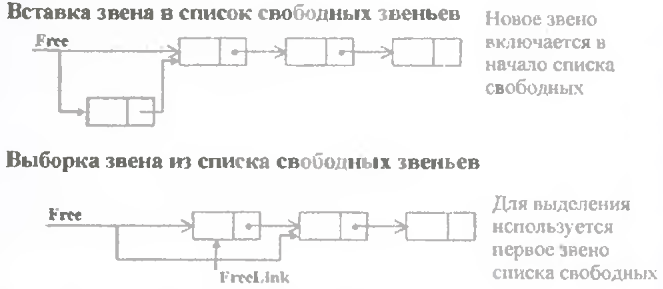 Вставка звена в список свободных звеньев
Free
Новое звено
включается в
начало списка
свободных
Выборка звена из списка свободных звеньев
Free
FreeLink
Для выделения
используется
первое звено
списка свободных